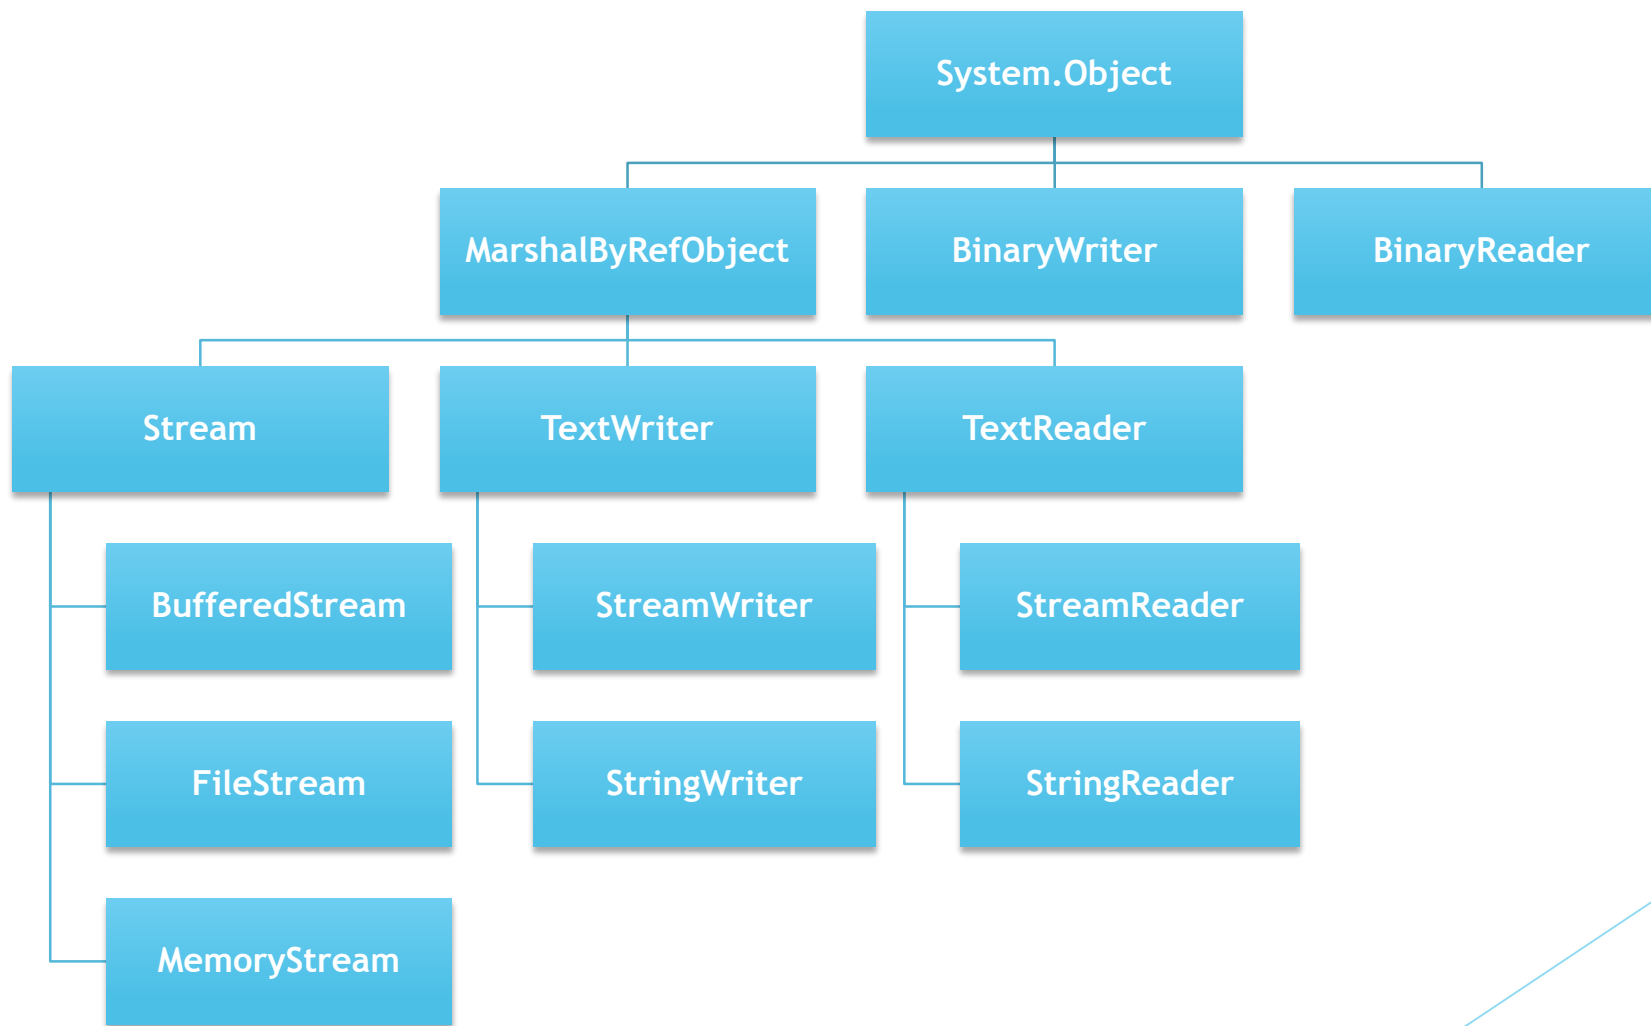 System.Object
MarshalByRefObject
BinaryWriter
BinaryReader
Stream
TextWriter
TextReader
BufferedStream
StreamWriter
StreamReader
FileStream
StringWriter
StringReader
MemoryStream